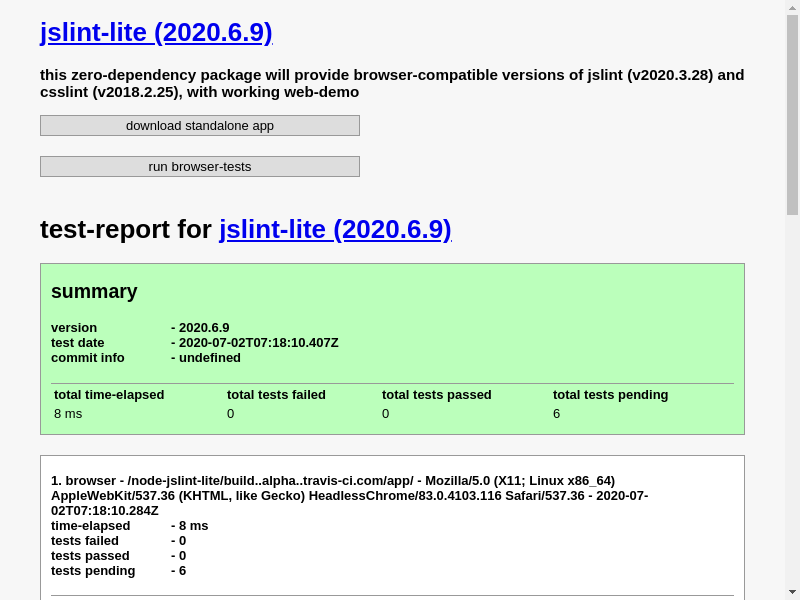 jslint-lite (2020.6.9)
this zero-dependency package will provide browser-compatible versions of jslint (v2020.3.28) and
csslint (v2018.2.25), with working web-demo
download standalone app
run browser-tests
test-report for jslint-lite (2020.6.9)
summary
version - 2020.6.9
test date - 2020-07-02T07:18:10.407Z
commit info - undefined
total time-elapsed total tests failed total tests passed total tests pending
8 ms 0 0 6
1. browser - /node-jslint-lite/build..alpha..travis-ci.com/app/ - Mozilla/5.0 (X11; Linux x86_64)
AppleWebKit/537.36 (KHTML, like Gecko) HeadlessChrome/83.0.4103.116 Safari/537.36 - 2020-07-
02T07:18:10.284Z
time-elapsed - 8 ms
tests failed - 0
tests passed - 0
tests pending - 6